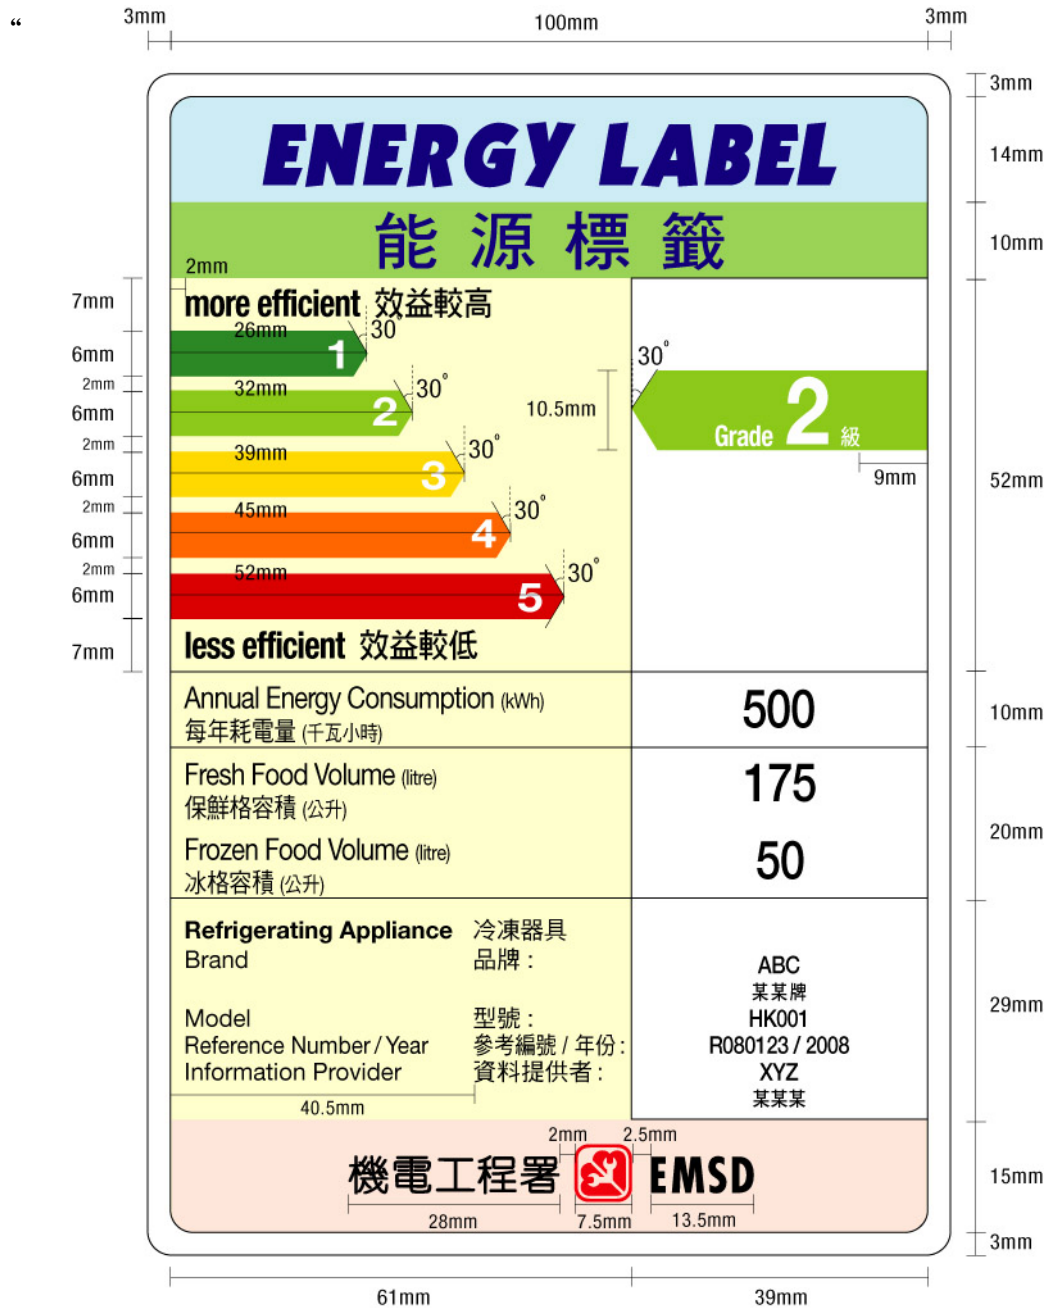 “
3mm 100mm 3mm
3mm
ENERGY LABEL
14mm
能源標籤
10mm
2mm
7mm
more efficient 效益較高
26mm 30°
6mm
1
30°
2mm
32mm 30°
6mm
2
10.5mm
Grade 2 級
2mm
39mm 30°
9mm
6mm
3
52mm
2mm
45mm 30°
6mm
4
2mm
52mm 30°
6mm
5
7mm
less efficient 效益較低
Annual Energy Consumption (kWh)
每年耗電量 (千瓦小時)
500
10mm
Fresh Food Volume (litre)
保鮮格容積 (公升)
175
20mm
Frozen Food Volume (litre)
冰格容積 (公升)
50
Refrigerating Appliance 冷凍器具
Brand 品牌 :
ABC
某某牌
29mm
Model 型號 :
HK001
Reference Number / Year 參考編號 / 年份 :
R080123 / 2008
Information Provider 資料提供者 :
XYZ
某某某
40.5mm
2mm 2.5mm
機電工程署 EMSD
15mm
28mm 7.5mm 13.5mm
3mm
61mm 39mm